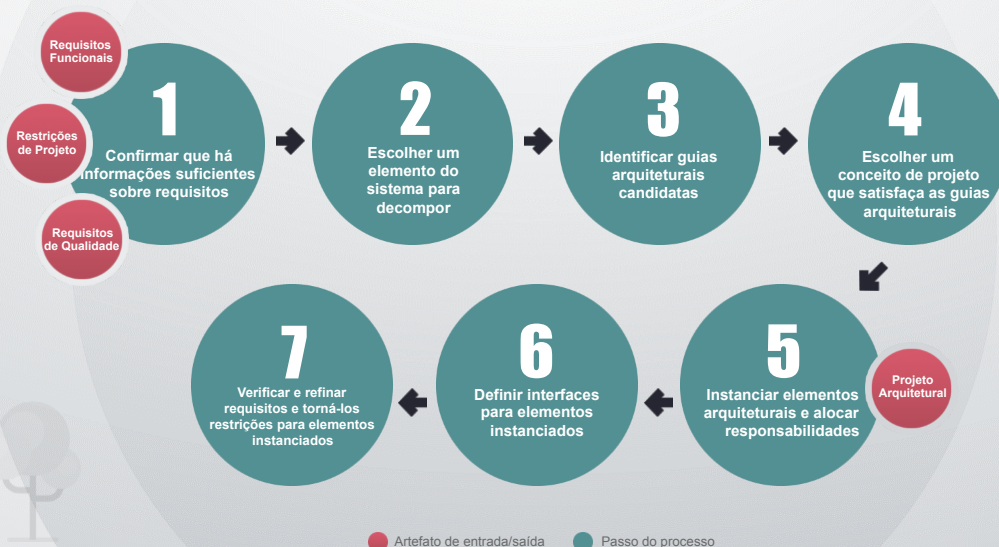 Requisitos
Funcionais
Restrições
de Projeto
Requisitos
de Qualidade
1
Confirmar que há
informações suficientes
sobre requisitos
2
Escolher um
elemento do
sistema para
decompor
3
Identificar guias
arquiteturais
candidatas
4
Escolher um
conceito de projeto
que satisfaça as guias
arquiteturais
5
Instanciar elementos
arquiteturais e alocar
responsabilidades
Projeto
Arquitetural
6
Definir interfaces
para elementos
instanciados
7
Verificar e refinar
requisitos e torná-los
restrições para elementos
instanciados
Artefato de entrada/saída
Passo do processo